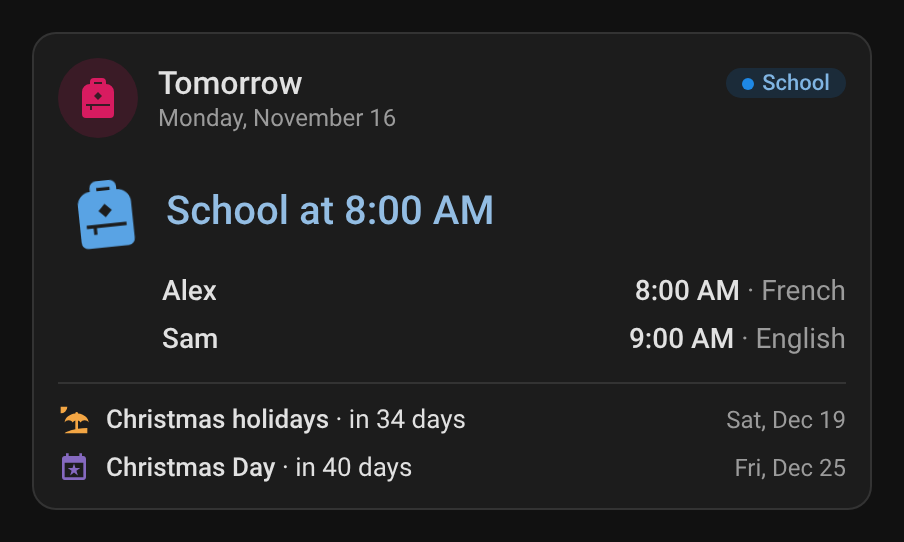 Tomorrow
School
Monday, November 16
School at 8:00 AM
Alex 8:00 AM · French
Sam 9:00 AM · English
Christmas holidays · in 34 days Sat, Dec 19
Christmas Day · in 40 days Fri, Dec 25